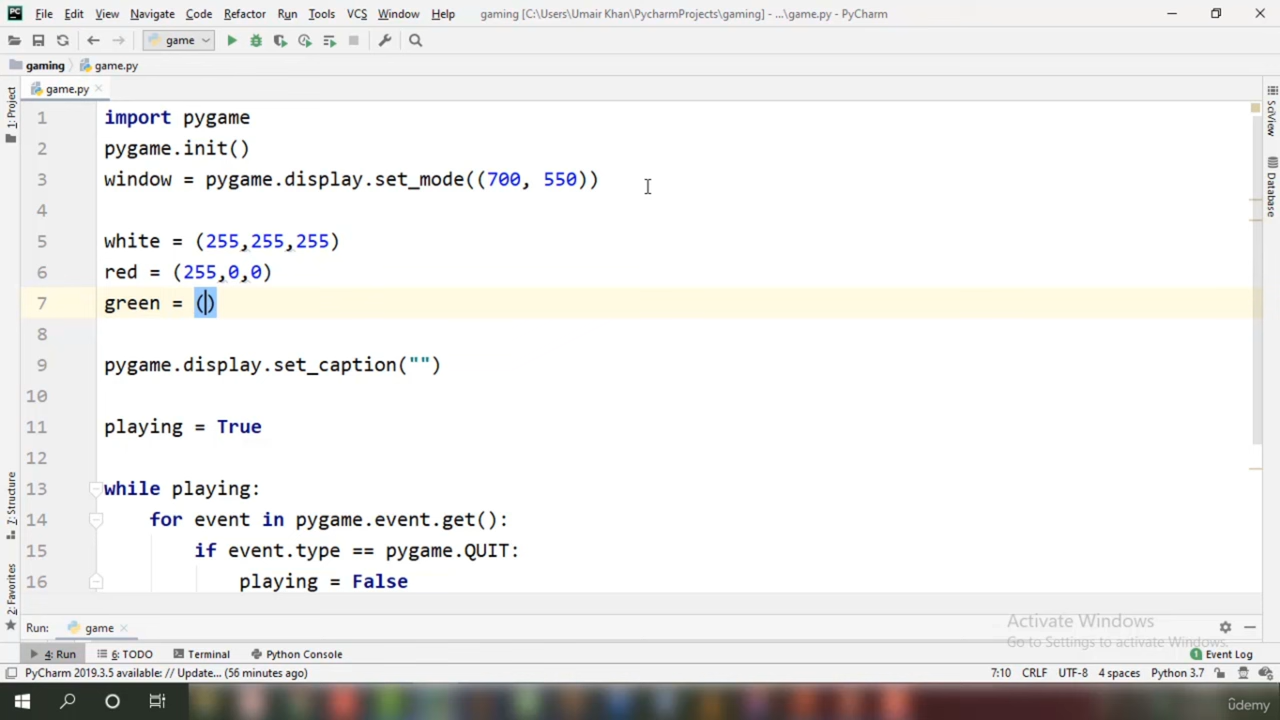 File Edit View Navigate Code Refactor Run Tools VCS Window Help gaming [C:\Users\Umair Khan\PycharmProjects\gaming] - ...\game.py - PyCharm
game
gaming game.py
game.py
1: Project
SciView
Database
1 import pygame
2 pygame.init()
3 window = pygame.display.set_mode((700, 550))
4
5 white = (255,255,255)
6 red = (255,0,0)
7 green = ()
8
9 pygame.display.set_caption("")
10
11 playing = True
12
13 while playing:
14 for event in pygame.event.get():
15 if event.type == pygame.QUIT:
16 playing = False
7: Structure
2: Favorites
Run: game
Activate Windows
Go to Settings to activate Windows.
4: Run 6: TODO Terminal Python Console 1 Event Log
PyCharm 2019.3.5 available: // Update... (56 minutes ago) 7:10 CRLF UTF-8 4 spaces Python 3.7
ûdemy